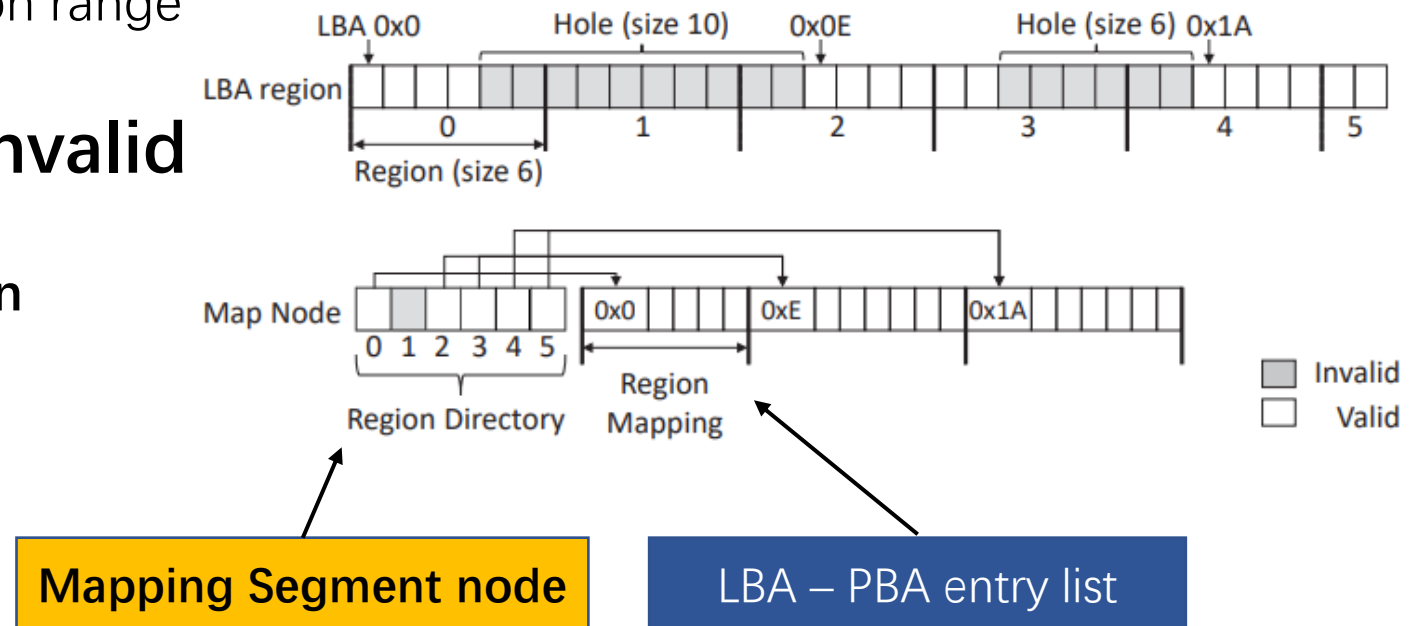 on range
nvalid
n
LBA 0x0 Hole (size 10) 0x0E Hole (size 6) 0x1A
LBA region
0 1 2 3 4 5
Region (size 6)
Map Node 0x0 0xE 0x1A
0 1 2 3 4 5
Region Directory
Region
Mapping
Invalid
Valid
Mapping Segment node
LBA – PBA entry list